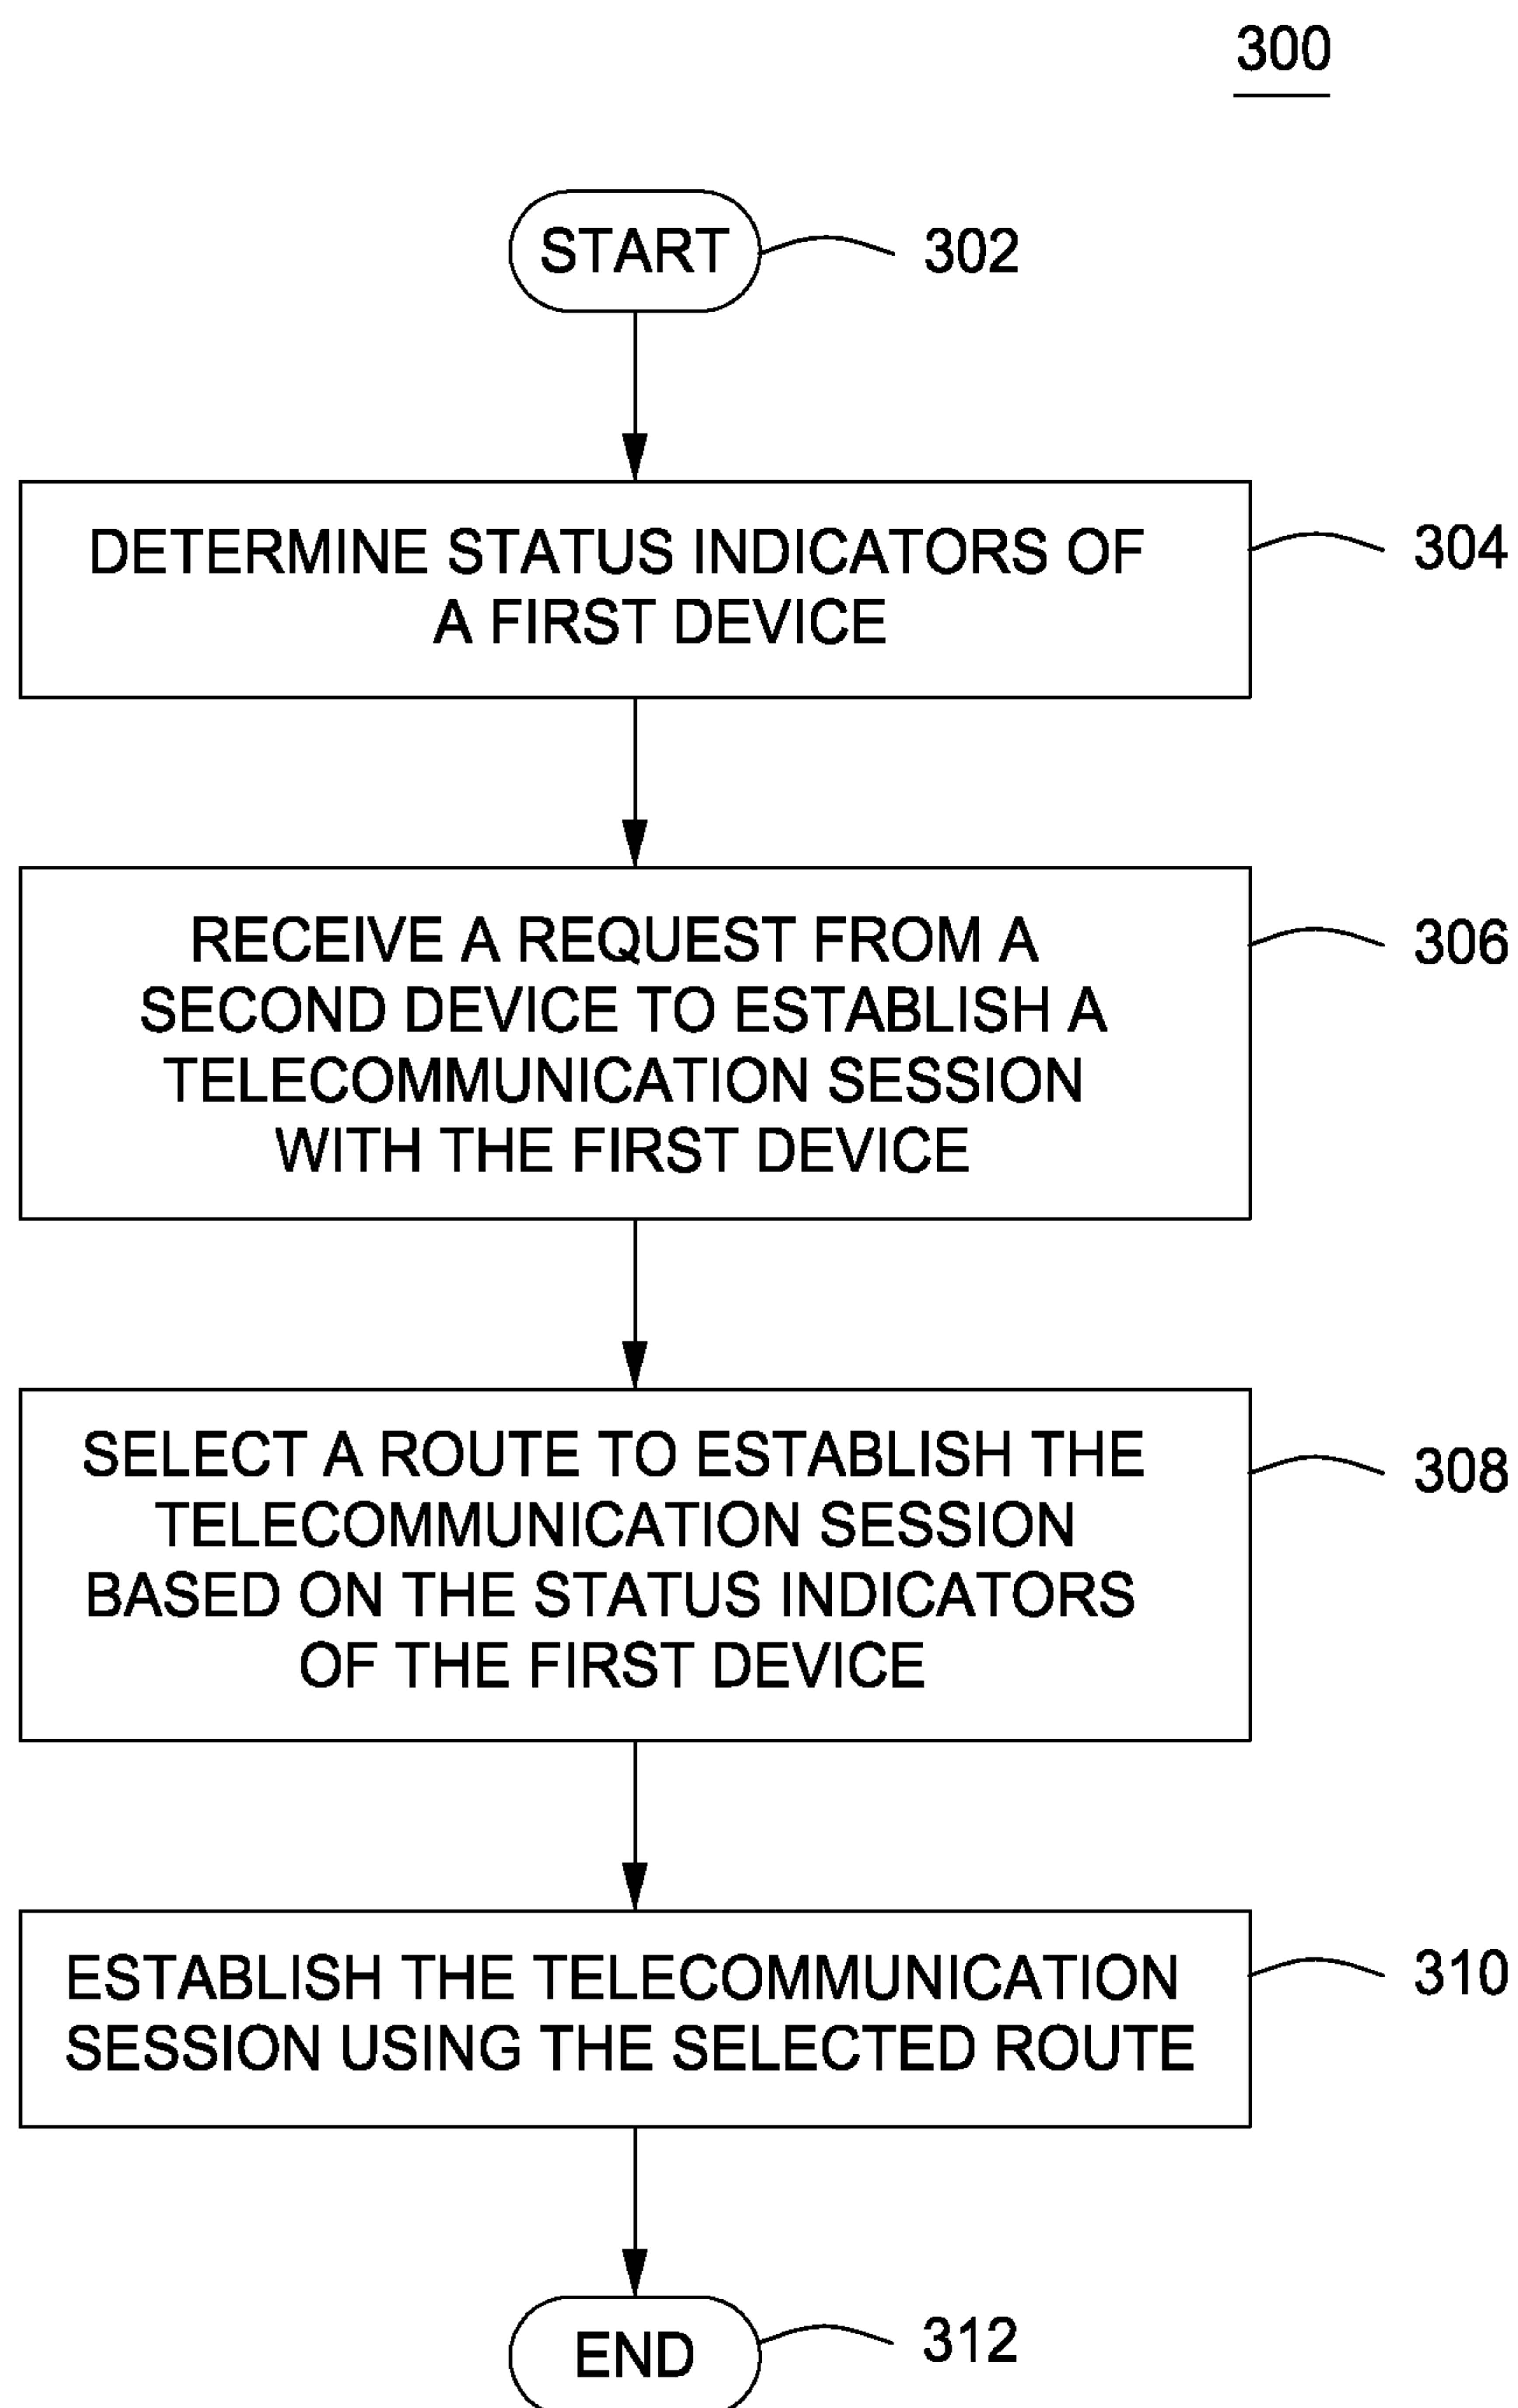 300
START
302
DETERMINE STATUS INDICATORS OF
A FIRST DEVICE
304
RECEIVE A REQUEST FROM A
SECOND DEVICE TO ESTABLISH A
TELECOMMUNICATION SESSION
WITH THE FIRST DEVICE
306
SELECT A ROUTE TO ESTABLISH THE
TELECOMMUNICATION SESSION
BASED ON THE STATUS INDICATORS
OF THE FIRST DEVICE
308
ESTABLISH THE TELECOMMUNICATION
SESSION USING THE SELECTED ROUTE
310
END
312